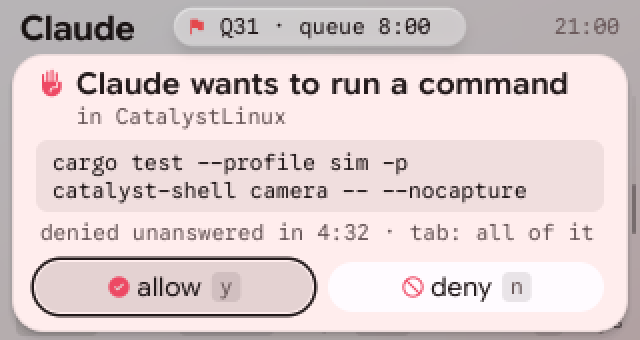 Claude
Q31 · queue 8:00
21:00
Claude wants to run a command
in CatalystLinux
cargo test --profile sim -p
catalyst-shell camera -- --nocapture
denied unanswered in 4:32 · tab: all of it
allow y
deny n